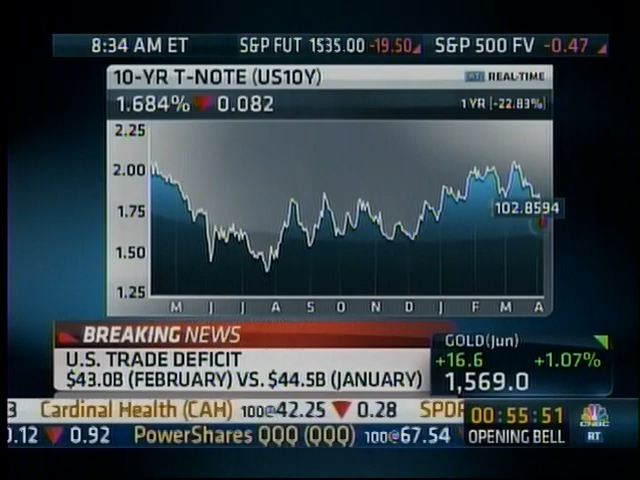 8:34 AM ET S&P FUT 1535.00 -19.50 S&P 500 FV -0.47
10-YR T-NOTE (US10Y) RT REAL-TIME
1.684% 0.082 1 YR [-22.83%]
2.25
2.00
1.75
1.50
1.25
102.8594
M J J A S O N D J F M A
BREAKING NEWS
U.S. TRADE DEFICIT
$43.0B (FEBRUARY) VS. $44.5B (JANUARY)
GOLD(Jun)
+16.6 +1.07%
1,569.0
3 Cardinal Health (CAH) 100@42.25 0.28 SPDR
0.12 0.92 PowerShares QQQ (QQQ) 100@67.54
00:55:51
OPENING BELL
CNBC
RT